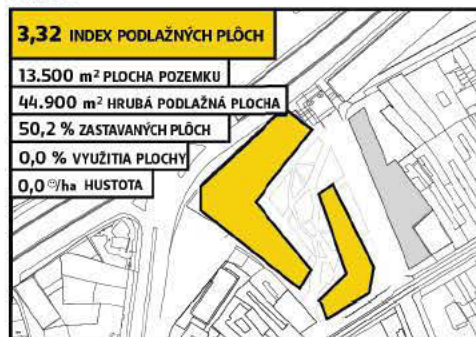 3,32 INDEX PODLAŽNÝCH PLÔCH
13.500 m² PLOCHA POZEMKU
44.900 m² HRUBÁ PODLAŽNÁ PLOCHA
50,2 % ZASTAVANÝCH PLÔCH
0,0 % VYUŽITIA PLOCHY
0,0 ☺/ha HUSTOTA